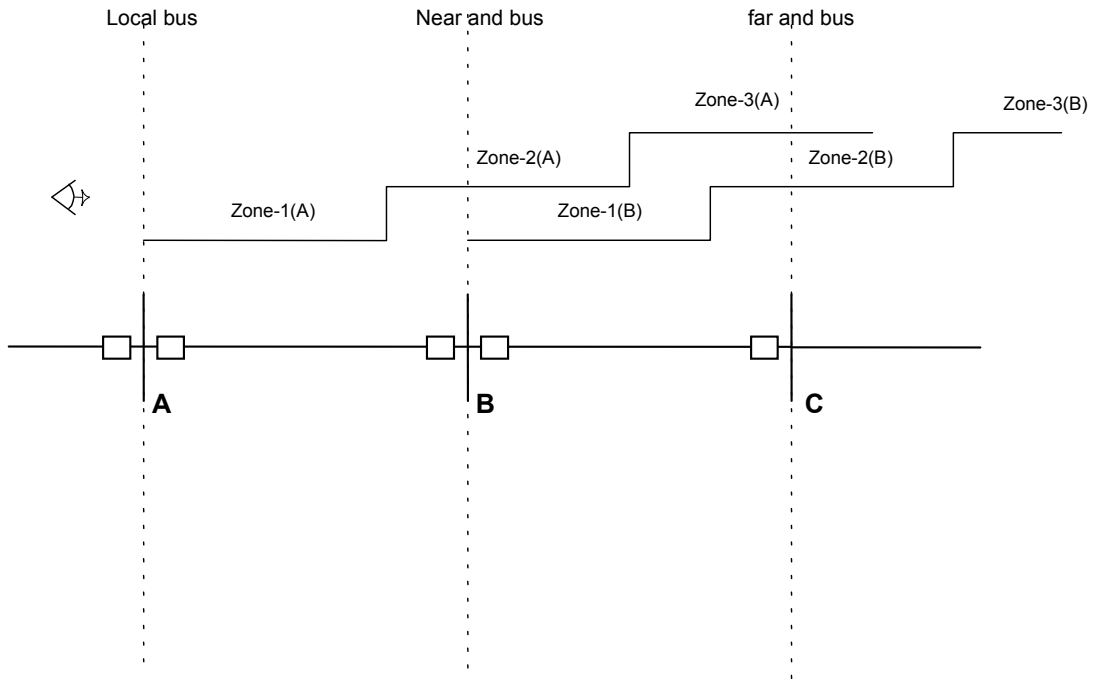 Local bus
Near and bus
far and bus
Zone-3(A)
Zone-3(B)
Zone-2(A)
Zone-2(B)
Zone-1(A)
Zone-1(B)
A
B
C